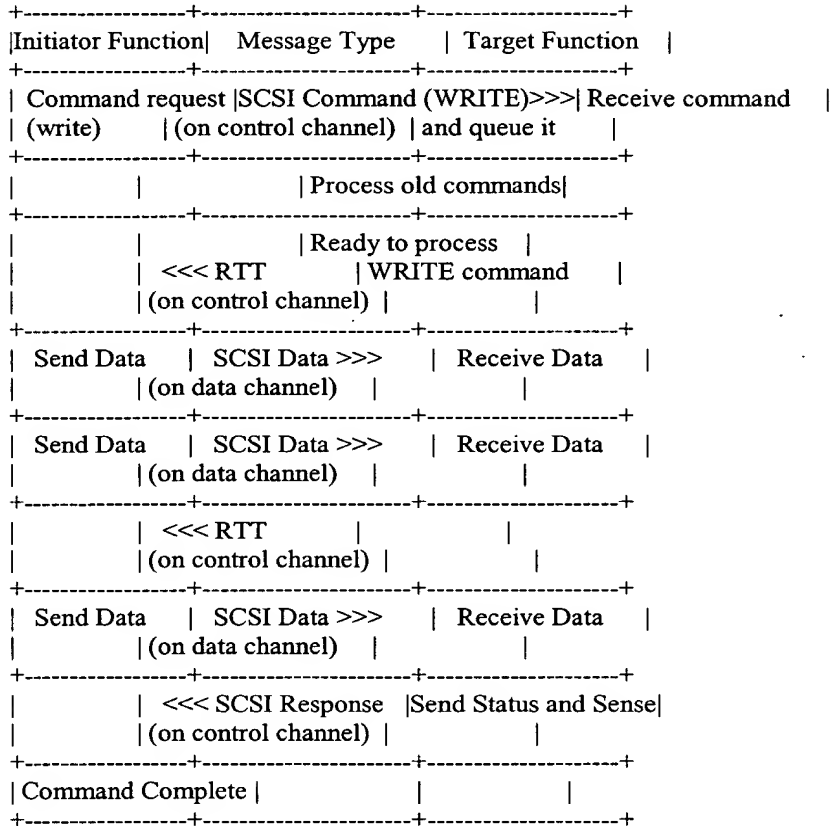 +-----------------+----------------------+--------------------+
|Initiator Function|   Message Type      | Target Function   |
+-----------------+----------------------+--------------------+
| Command request |SCSI Command (WRITE)>>>| Receive command    |
| (write)       |(on control channel) | and queue it      |
+-----------------+----------------------+--------------------+
|             |                 |Process old commands|
+-----------------+----------------------+--------------------+
|             |                 |Ready to process   |
|             |  <<< RTT          |WRITE command     |
|             |(on control channel) |                |
+-----------------+----------------------+--------------------+
|  Send Data    |  SCSI Data >>>     |  Receive Data    |
|             |(on data channel)    |                |
+-----------------+----------------------+--------------------+
|  Send Data    |  SCSI Data >>>     |  Receive Data    |
|             |(on data channel)    |                |
+-----------------+----------------------+--------------------+
|             |  <<< RTT          |                |
|             |(on control channel) |                |
+-----------------+----------------------+--------------------+
|  Send Data    |  SCSI Data >>>     |  Receive Data    |
|             |(on data channel)    |                |
+-----------------+----------------------+--------------------+
|             |  <<< SCSI Response  |Send Status and Sense|
|             |(on control channel) |                |
+-----------------+----------------------+--------------------+
| Command Complete |                 |                |
+-----------------+----------------------+--------------------+